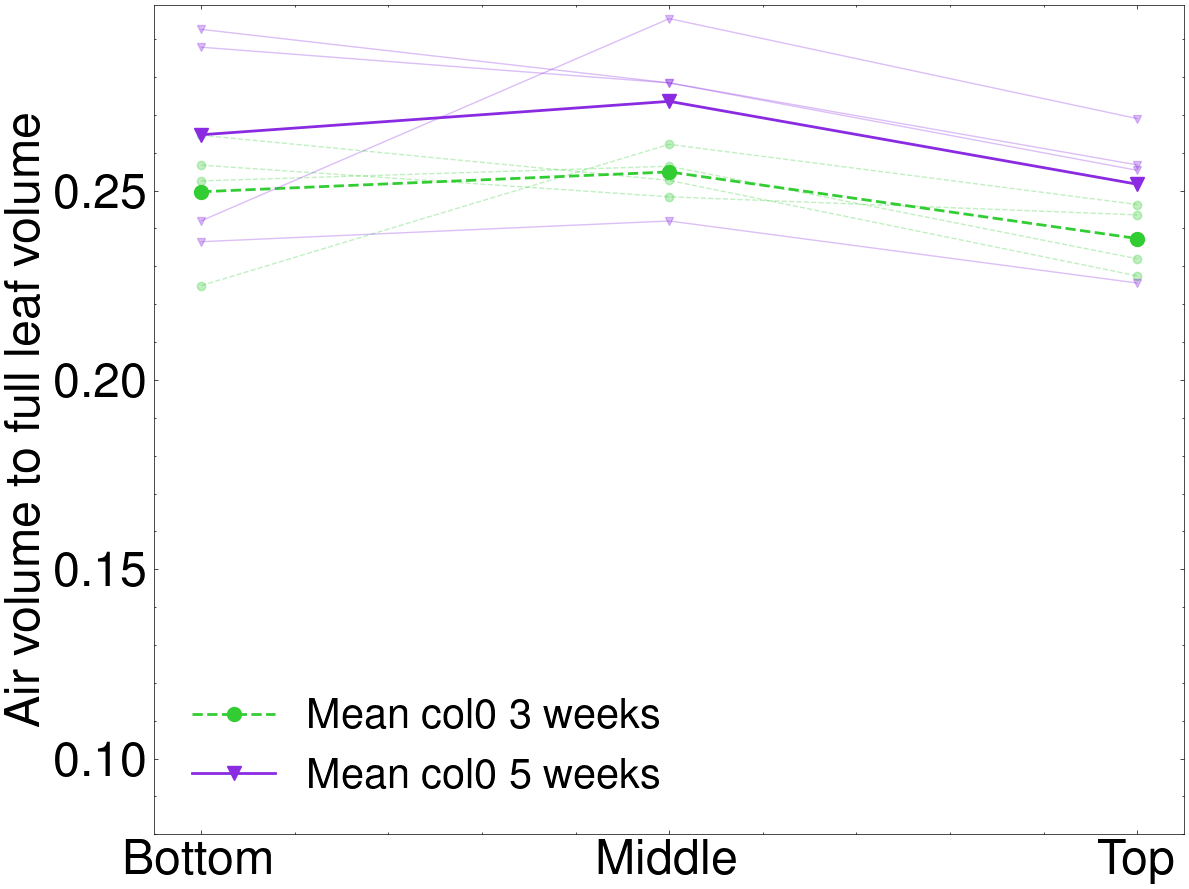 Air volume to full leaf volume
0.25
0.20
0.15
0.10
Mean col0 3 weeks
Mean col0 5 weeks
Bottom Middle Top